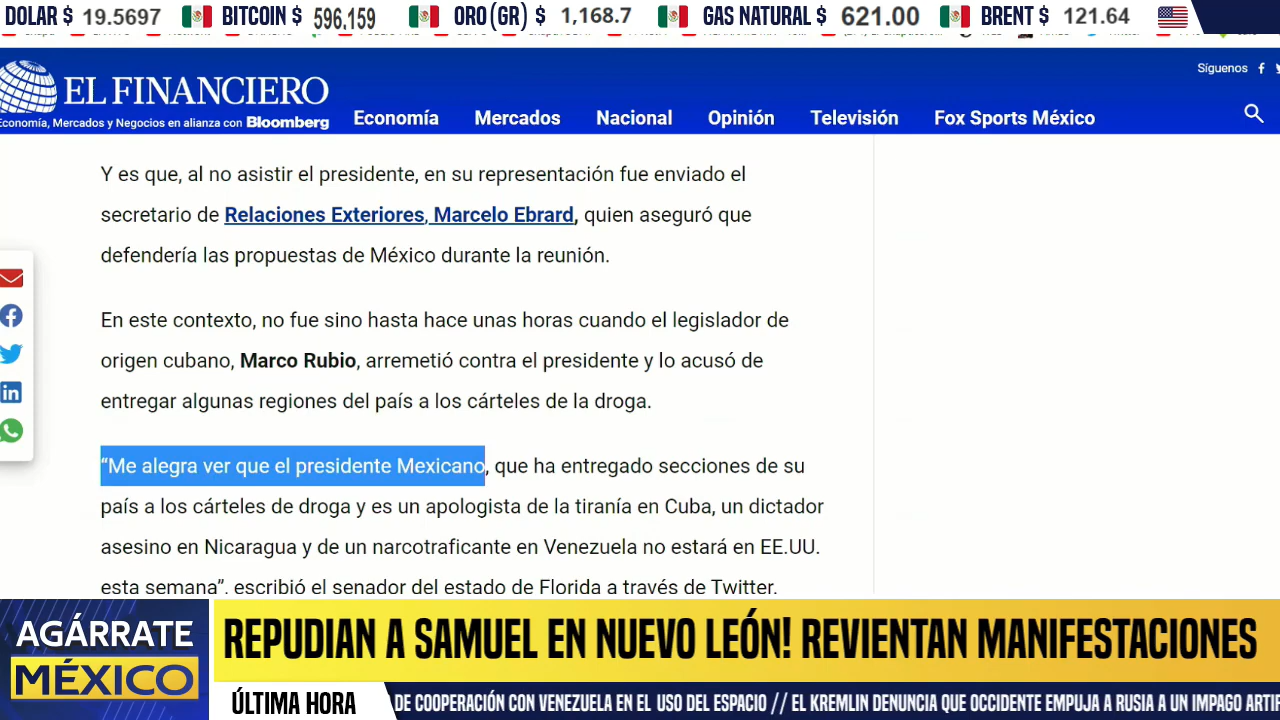 DOLAR $ 19.5697 BITCOIN $ 596,159 ORO(GR) $ 1,168.7 GAS NATURAL $ 621.00 BRENT $ 121.64
EL FINANCIERO
Economía, Mercados y Negocios en alianza con Bloomberg
Síguenos
Economía Mercados Nacional Opinión Televisión Fox Sports México
Y es que, al no asistir el presidente, en su representación fue enviado el
secretario de Relaciones Exteriores, Marcelo Ebrard, quien aseguró que
defendería las propuestas de México durante la reunión.
En este contexto, no fue sino hasta hace unas horas cuando el legislador de
origen cubano, Marco Rubio, arremetió contra el presidente y lo acusó de
entregar algunas regiones del país a los cárteles de la droga.
“Me alegra ver que el presidente Mexicano, que ha entregado secciones de su
país a los cárteles de droga y es un apologista de la tiranía en Cuba, un dictador
asesino en Nicaragua y de un narcotraficante en Venezuela no estará en EE.UU.
esta semana”, escribió el senador del estado de Florida a través de Twitter.
AGÁRRATE
MÉXICO
REPUDIAN A SAMUEL EN NUEVO LEÓN! REVIENTAN MANIFESTACIONES
ÚLTIMA HORA
DE COOPERACIÓN CON VENEZUELA EN EL USO DEL ESPACIO // EL KREMLIN DENUNCIA QUE OCCIDENTE EMPUJA A RUSIA A UN IMPAGO ARTIF